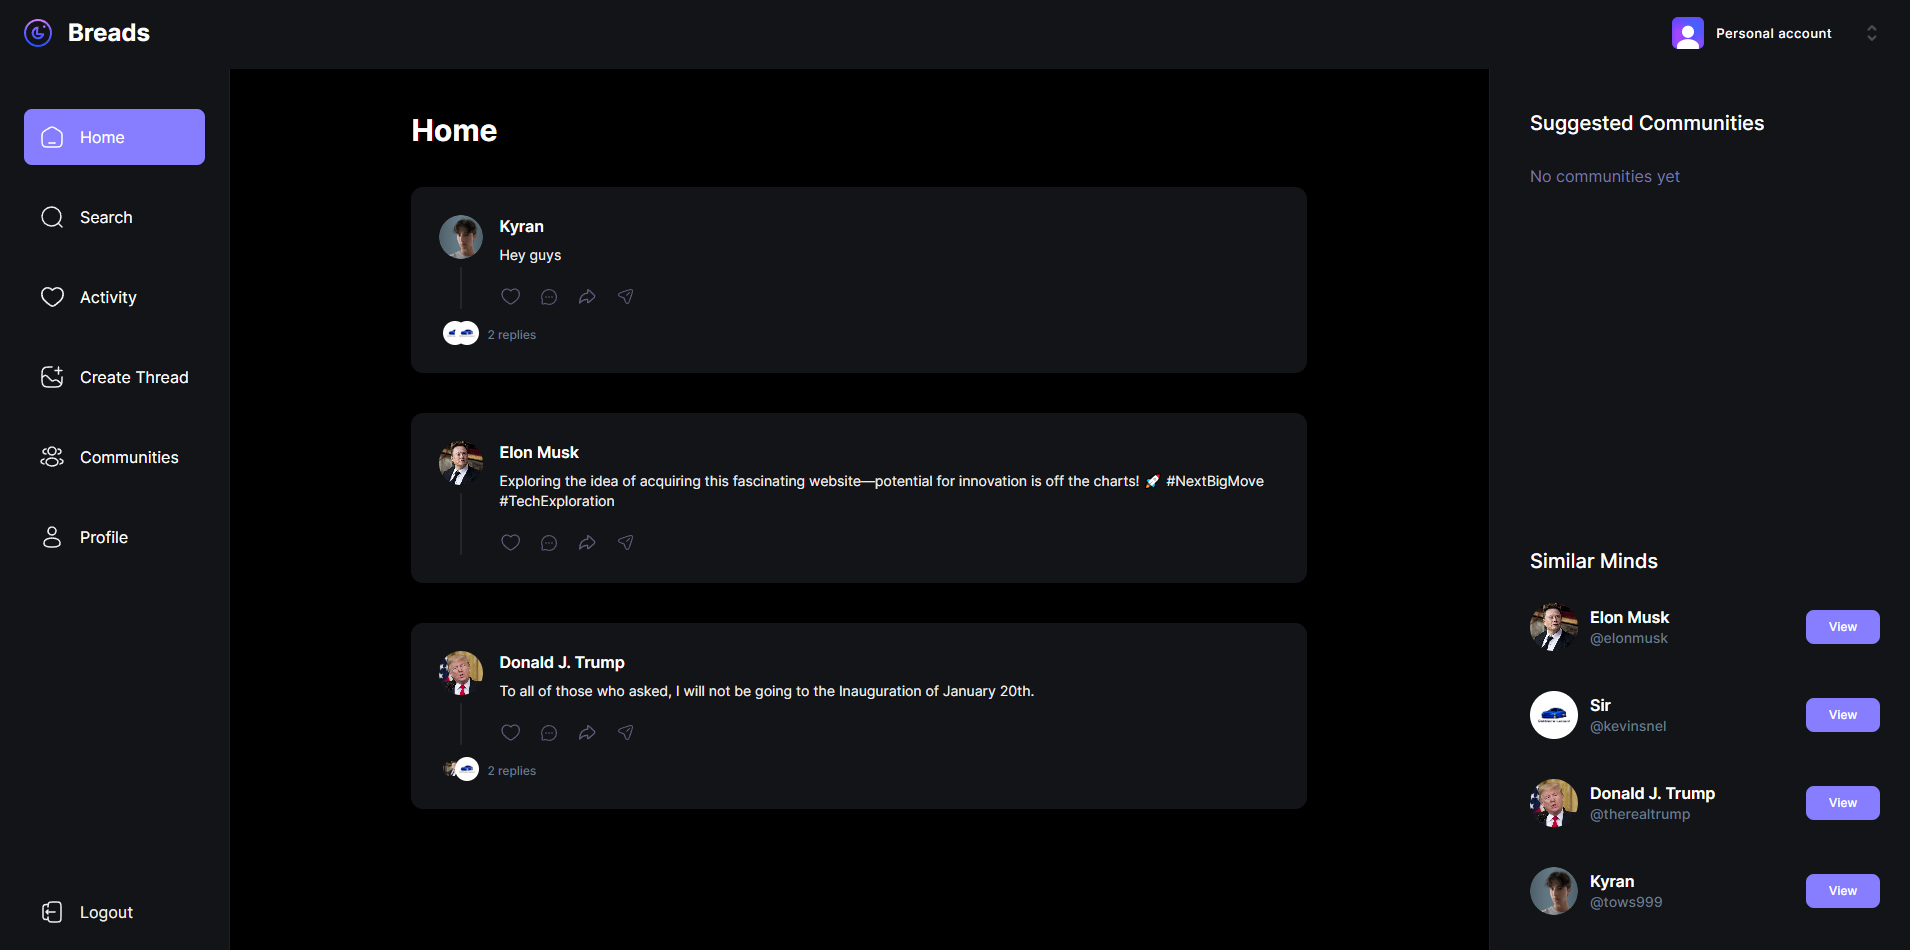 Breads
Personal account
Home
Search
Activity
Create Thread
Communities
Profile
Logout
Home
Kyran
Hey guys
2 replies
Elon Musk
Exploring the idea of acquiring this fascinating website—potential for innovation is off the charts! 🚀 #NextBigMove
#TechExploration
Donald J. Trump
To all of those who asked, I will not be going to the Inauguration of January 20th.
2 replies
Suggested Communities
No communities yet
Similar Minds
Elon Musk
@elonmusk
View
Sir
@kevinsnel
View
Donald J. Trump
@therealtrump
View
Kyran
@tows999
View